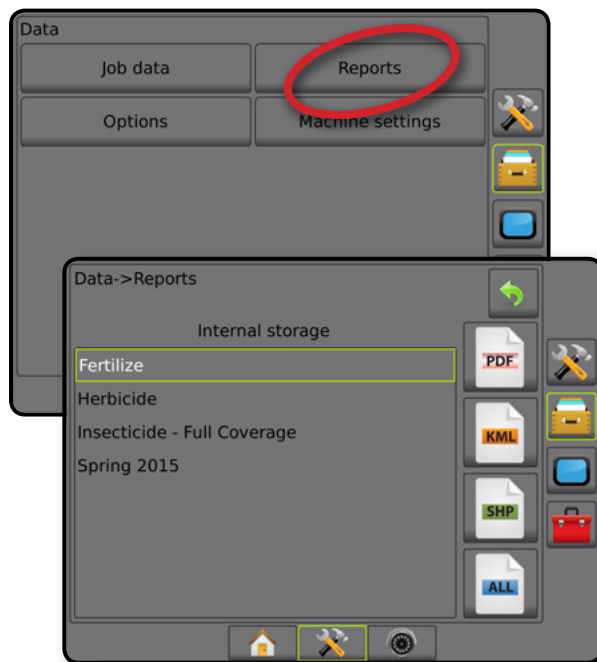 Data
Job data
Reports
Options
Machine settings
Data->Reports
Internal storage
Fertilize
Herbicide
Insecticide - Full Coverage
Spring 2015
PDF
KML
SHP
ALL